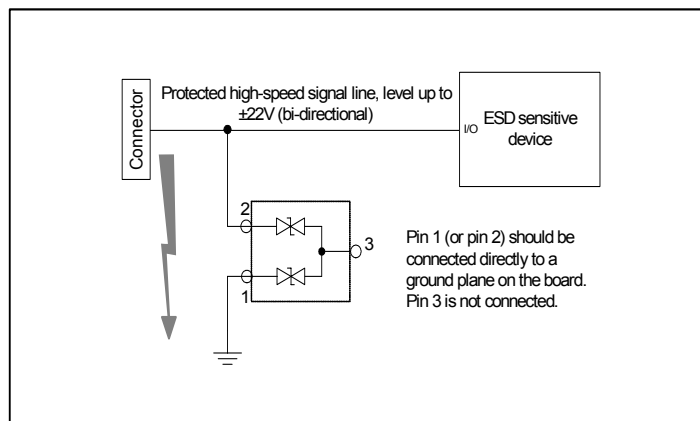 Connector
Protected high-speed signal line, level up to
±22V (bi-directional)
I/O
ESD sensitive
device
2
3
1
Pin 1 (or pin 2) should be
connected directly to a
ground plane on the board.
Pin 3 is not connected.